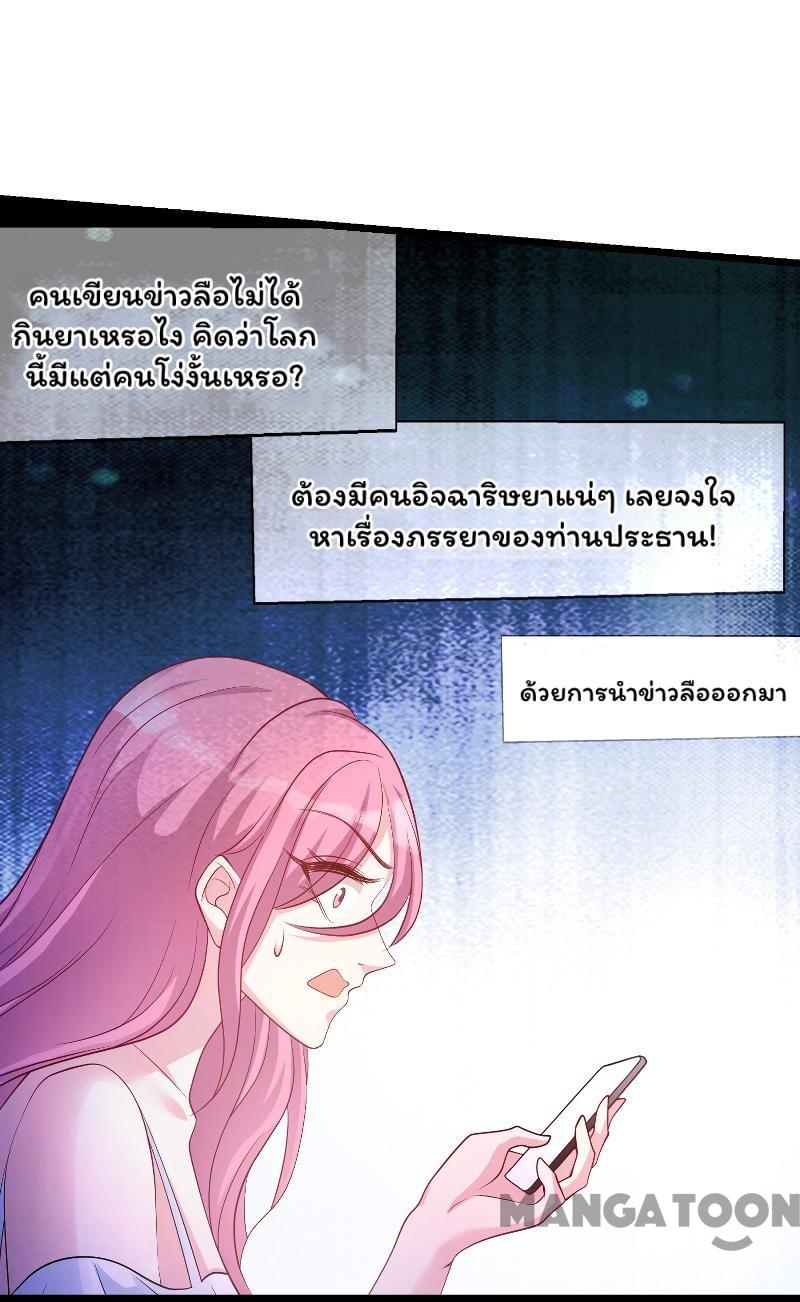 คนเขียนข่าวลือไม่ได้
กินยาเหรอไง คิดว่าโลก
นี้มีแต่คนโง่งั้นเหรอ?
ต้องมีคนอิจฉาริษยาแน่ๆ เลยจงใจ
หาเรื่องภรรยาของท่านประธาน!
ด้วยการนำข่าวลือออกมา
MANGATOON